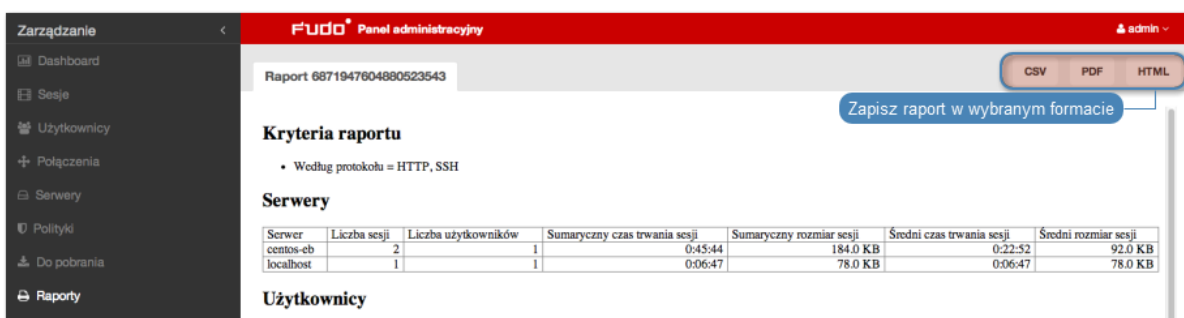 Zarządzanie
FUDO Panel administracyjny
admin
Dashboard
Sesje
Użytkownicy
Połączenia
Serwery
Polityki
Do pobrania
Raporty
Raport 6871947604880523543
CSV PDF HTML
Zapisz raport w wybranym formacie
Kryteria raportu
• Według protokołu = HTTP, SSH
Serwery
Serwer Liczba sesji Liczba użytkowników Sumaryczny czas trwania sesji Sumaryczny rozmiar sesji Średni czas trwania sesji Średni rozmiar sesji
centos-eb 2 1 0:45:44 184.0 KB 0:22:52 92.0 KB
localhost 1 1 0:06:47 78.0 KB 0:06:47 78.0 KB
Użytkownicy